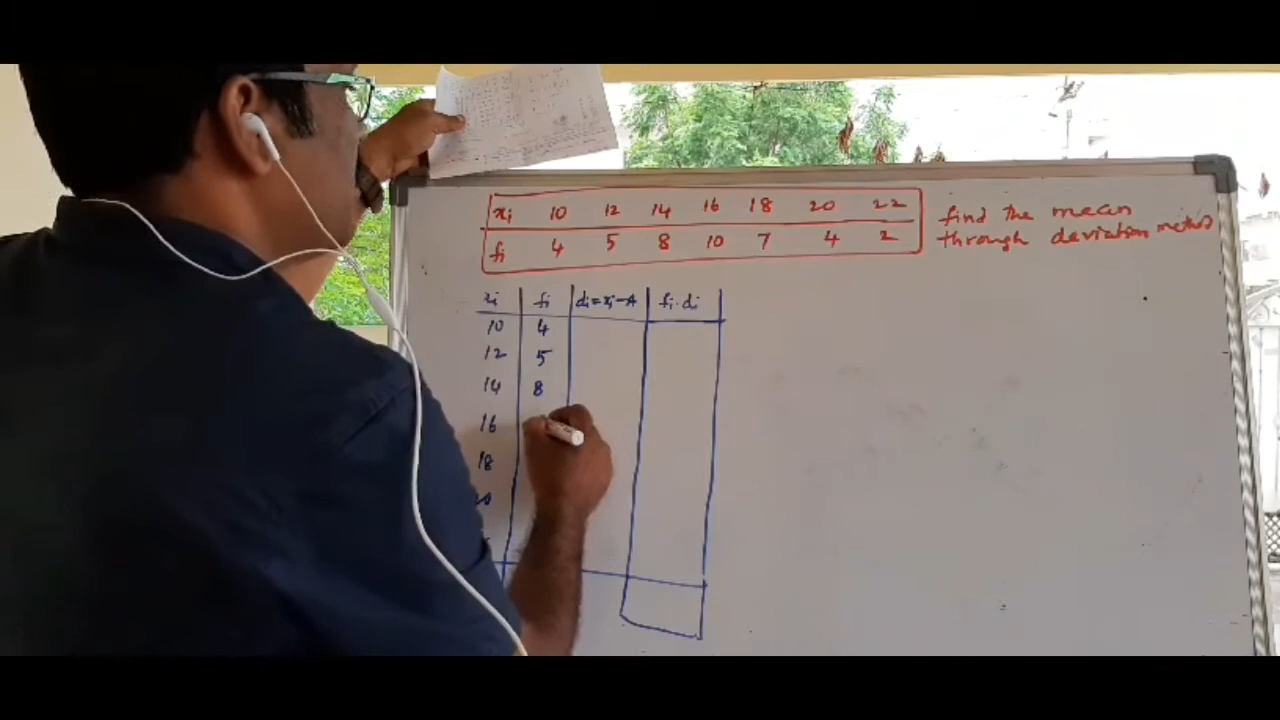 xi 10 12 14 16 18 20 22
fi 4 5 8 10 7 4 2
find the mean
through deviation method
xi fi di=xi-A fi.di
10 4
12 5
14 8
16
18